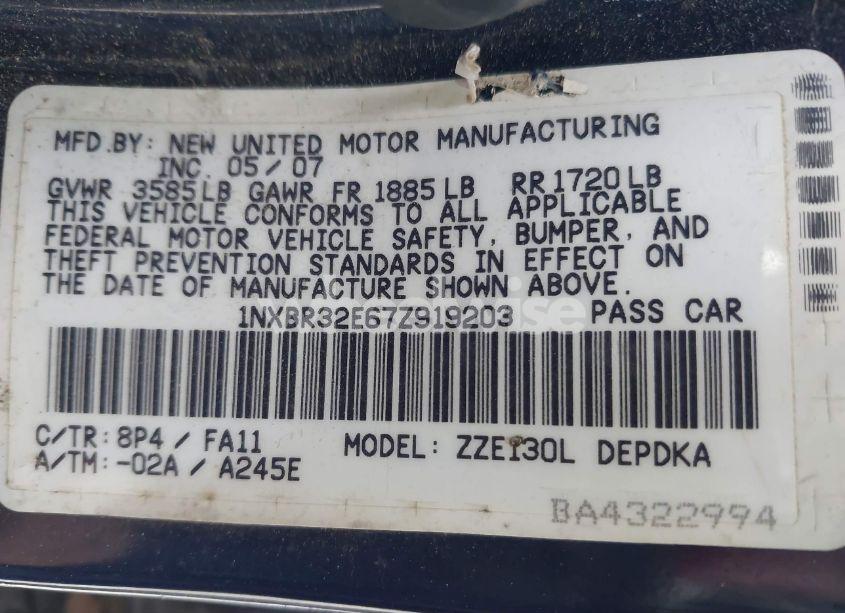 MFD.BY: NEW UNITED MOTOR MANUFACTURING
INC. 05/07
GVWR 3585LB GAWR FR 1885LB RR1720LB
THIS VEHICLE CONFORMS TO ALL APPLICABLE
FEDERAL MOTOR VEHICLE SAFETY, BUMPER, AND
THEFT PREVENTION STANDARDS IN EFFECT ON
THE DATE OF MANUFACTURE SHOWN ABOVE.
1NXBR32E67Z919203 PASS CAR
C/TR: 8P4 / FA11 MODEL: ZZE130L DEPDKA
A/TM: -02A / A245E
BA4322994